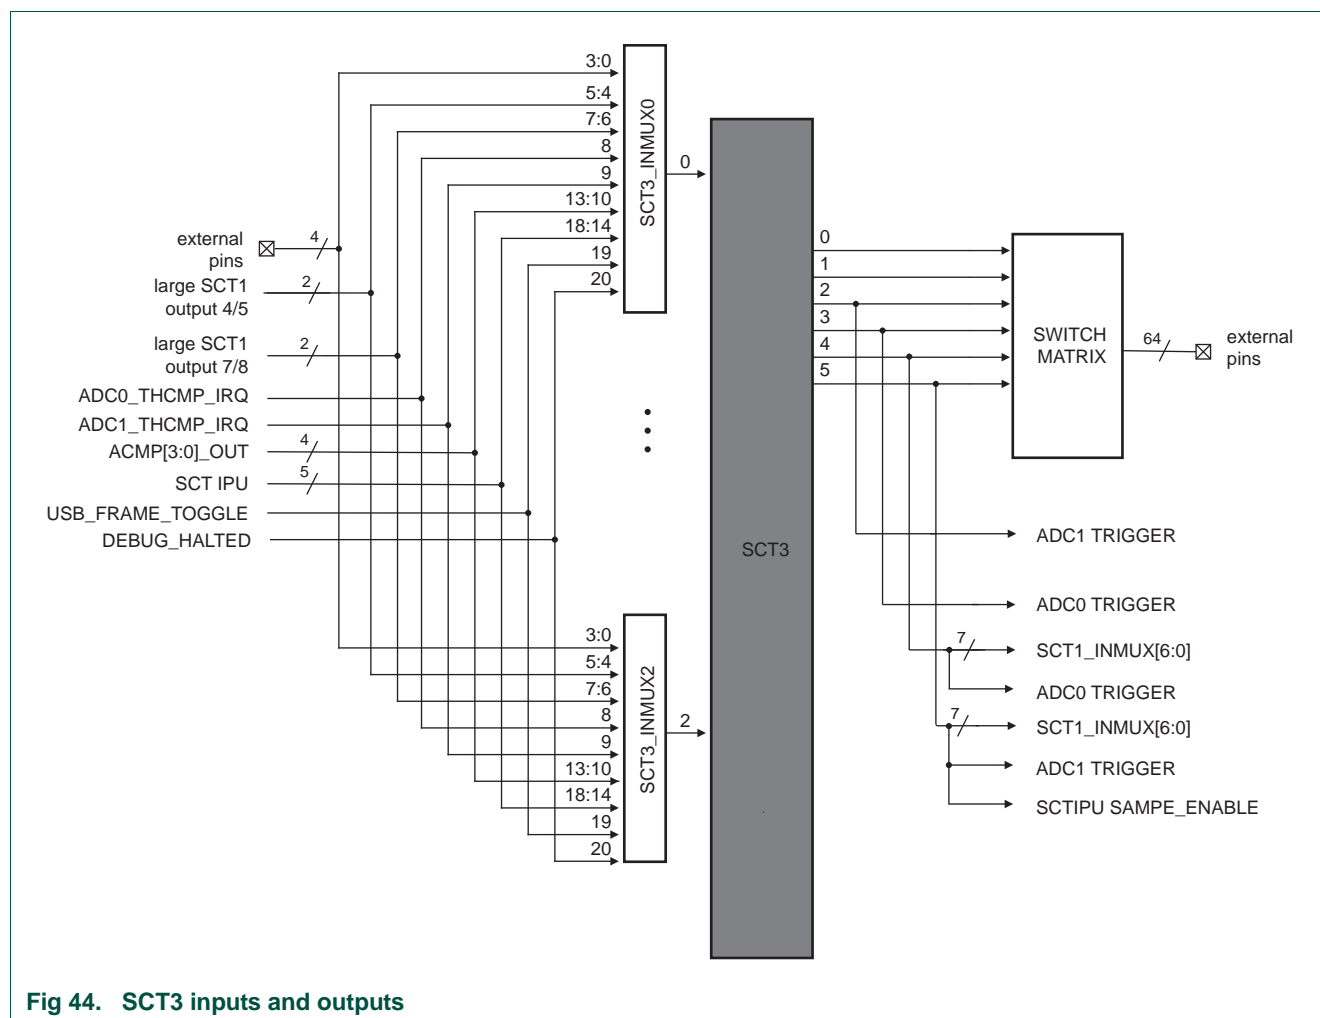 3:0
5:4
7:6
8
9
13:10
18:14
19
20
SCT3_INMUX0
0
external
pins
4
large SCT1
output 4/5
2
large SCT1
output 7/8
2
ADC0_THCMP_IRQ
ADC1_THCMP_IRQ
ACMP[3:0]_OUT
4
SCT IPU
5
USB_FRAME_TOGGLE
DEBUG_HALTED
3:0
5:4
7:6
8
9
13:10
18:14
19
20
SCT3_INMUX2
2
SCT3
0
1
2
3
4
5
SWITCH
MATRIX
64
external
pins
ADC1 TRIGGER
ADC0 TRIGGER
7
SCT1_INMUX[6:0]
ADC0 TRIGGER
7
SCT1_INMUX[6:0]
ADC1 TRIGGER
SCTIPU SAMPE_ENABLE
Fig 44. SCT3 inputs and outputs